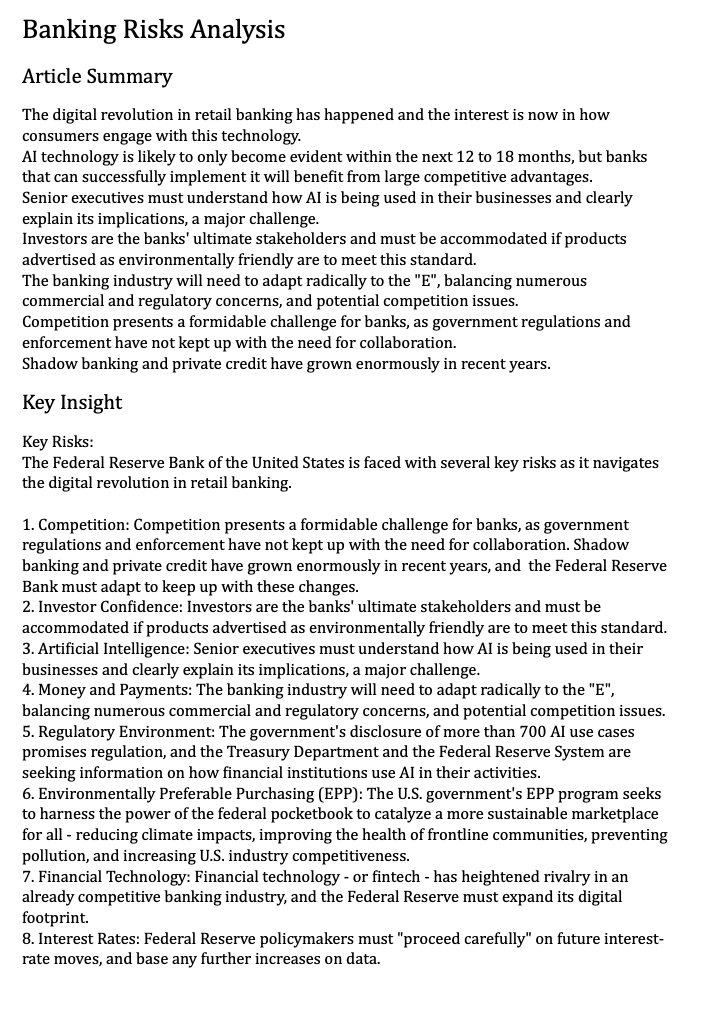 Banking Risks Analysis
Article Summary
The digital revolution in retail banking has happened and the interest is now in how
consumers engage with this technology.
AI technology is likely to only become evident within the next 12 to 18 months, but banks
that can successfully implement it will benefit from large competitive advantages.
Senior executives must understand how AI is being used in their businesses and clearly
explain its implications, a major challenge.
Investors are the banks' ultimate stakeholders and must be accommodated if products
advertised as environmentally friendly are to meet this standard.
The banking industry will need to adapt radically to the "E", balancing numerous
commercial and regulatory concerns, and potential competition issues.
Competition presents a formidable challenge for banks, as government regulations and
enforcement have not kept up with the need for collaboration.
Shadow banking and private credit have grown enormously in recent years.
Key Insight
Key Risks:
The Federal Reserve Bank of the United States is faced with several key risks as it navigates
the digital revolution in retail banking.
1. Competition: Competition presents a formidable challenge for banks, as government
regulations and enforcement have not kept up with the need for collaboration. Shadow
banking and private credit have grown enormously in recent years, and  the Federal Reserve
Bank must adapt to keep up with these changes.
2. Investor Confidence: Investors are the banks' ultimate stakeholders and must be
accommodated if products advertised as environmentally friendly are to meet this standard.
3. Artificial Intelligence: Senior executives must understand how AI is being used in their
businesses and clearly explain its implications, a major challenge.
4. Money and Payments: The banking industry will need to adapt radically to the "E",
balancing numerous commercial and regulatory concerns, and potential competition issues.
5. Regulatory Environment: The government's disclosure of more than 700 AI use cases
promises regulation, and the Treasury Department and the Federal Reserve System are
seeking information on how financial institutions use AI in their activities.
6. Environmentally Preferable Purchasing (EPP): The U.S. government's EPP program seeks
to harness the power of the federal pocketbook to catalyze a more sustainable marketplace
for all - reducing climate impacts, improving the health of frontline communities, preventing
pollution, and increasing U.S. industry competitiveness.
7. Financial Technology: Financial technology - or fintech - has heightened rivalry in an
already competitive banking industry, and the Federal Reserve must expand its digital
footprint.
8. Interest Rates: Federal Reserve policymakers must "proceed carefully" on future interest-
rate moves, and base any further increases on data.